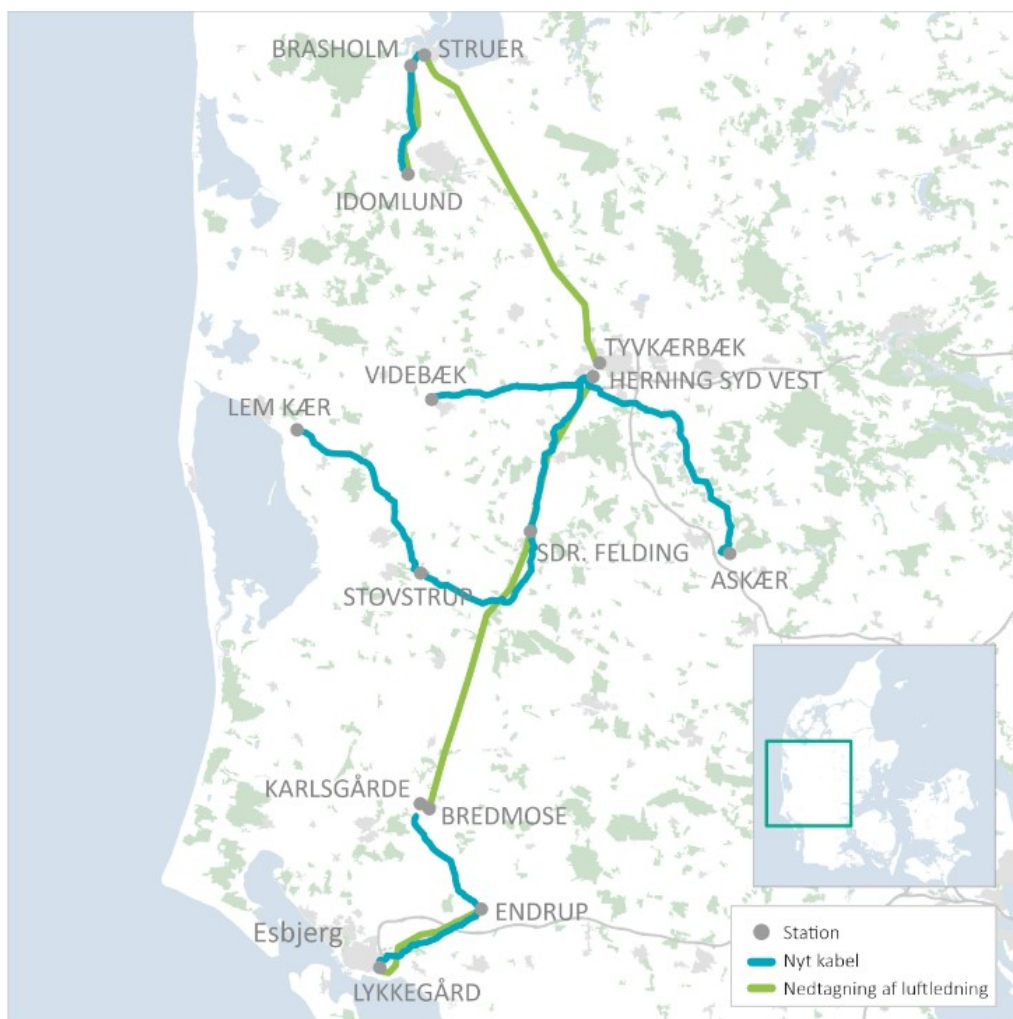 BRASHOLM
STRUER
IDOMLUND
TYVKÆRBÆK
HERNING SYD VEST
VIDEBÆK
LEM KÆR
SDR. FELDING
ASKÆR
STOVSTRUP
KARLSGÅRDE
BREDMOSE
ENDRUP
Esbjerg
LYKKEGÅRD
Station
Nyt kabel
Nedtagning af luftledning